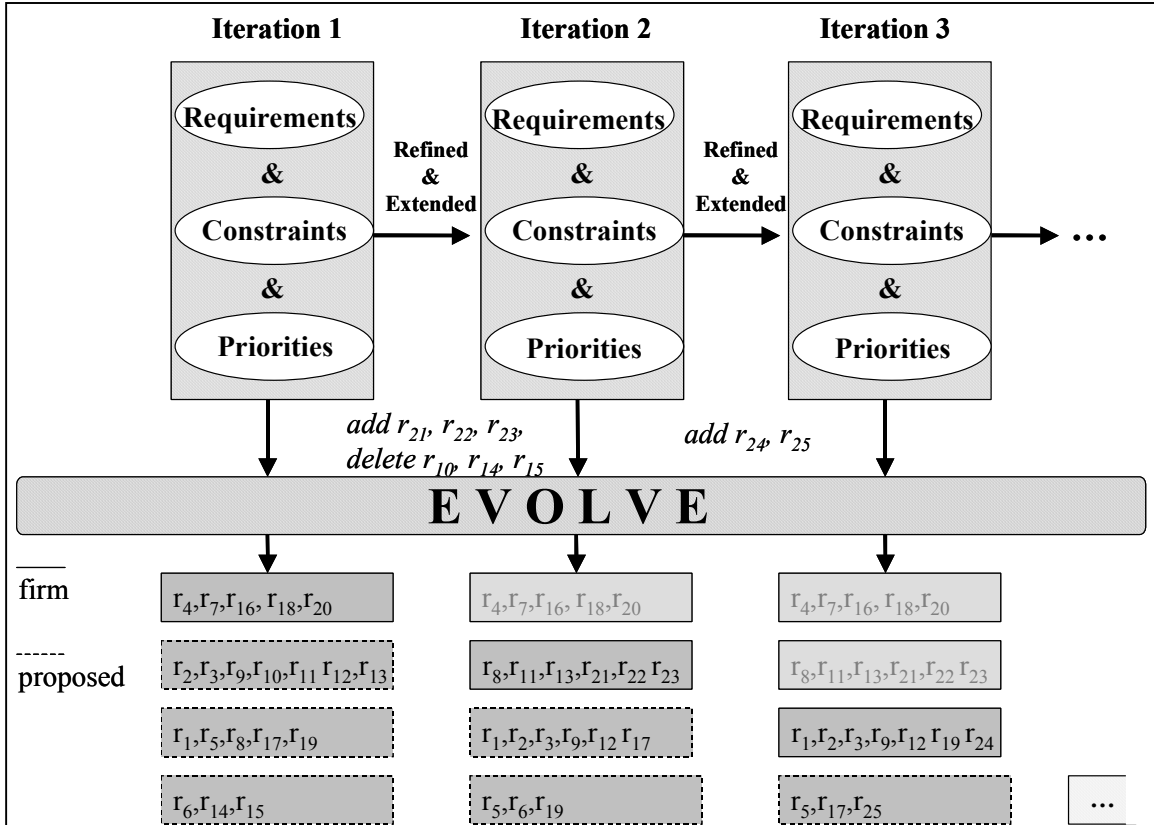 Iteration 1 Iteration 2 Iteration 3
Requirements Requirements Requirements
Refined Refined
& & & & &
Extended Extended
Constraints Constraints Constraints ...
& & &
Priorities Priorities Priorities
add r21, r22, r23,
delete r10, r14, r15
add r24, r25
EVOLVE
firm
r4,r7,r16, r18,r20 r4,r7,r16, r18,r20 r4,r7,r16, r18,r20
proposed
r2,r3,r9,r10,r11 r12,r13 r8,r11,r13,r21,r22 r23 r8,r11,r13,r21,r22 r23
r1,r5,r8,r17,r19 r1,r2,r3,r9,r12 r17 r1,r2,r3,r9,r12 r19 r24
r6,r14,r15 r5,r6,r19 r5,r17,r25 ...